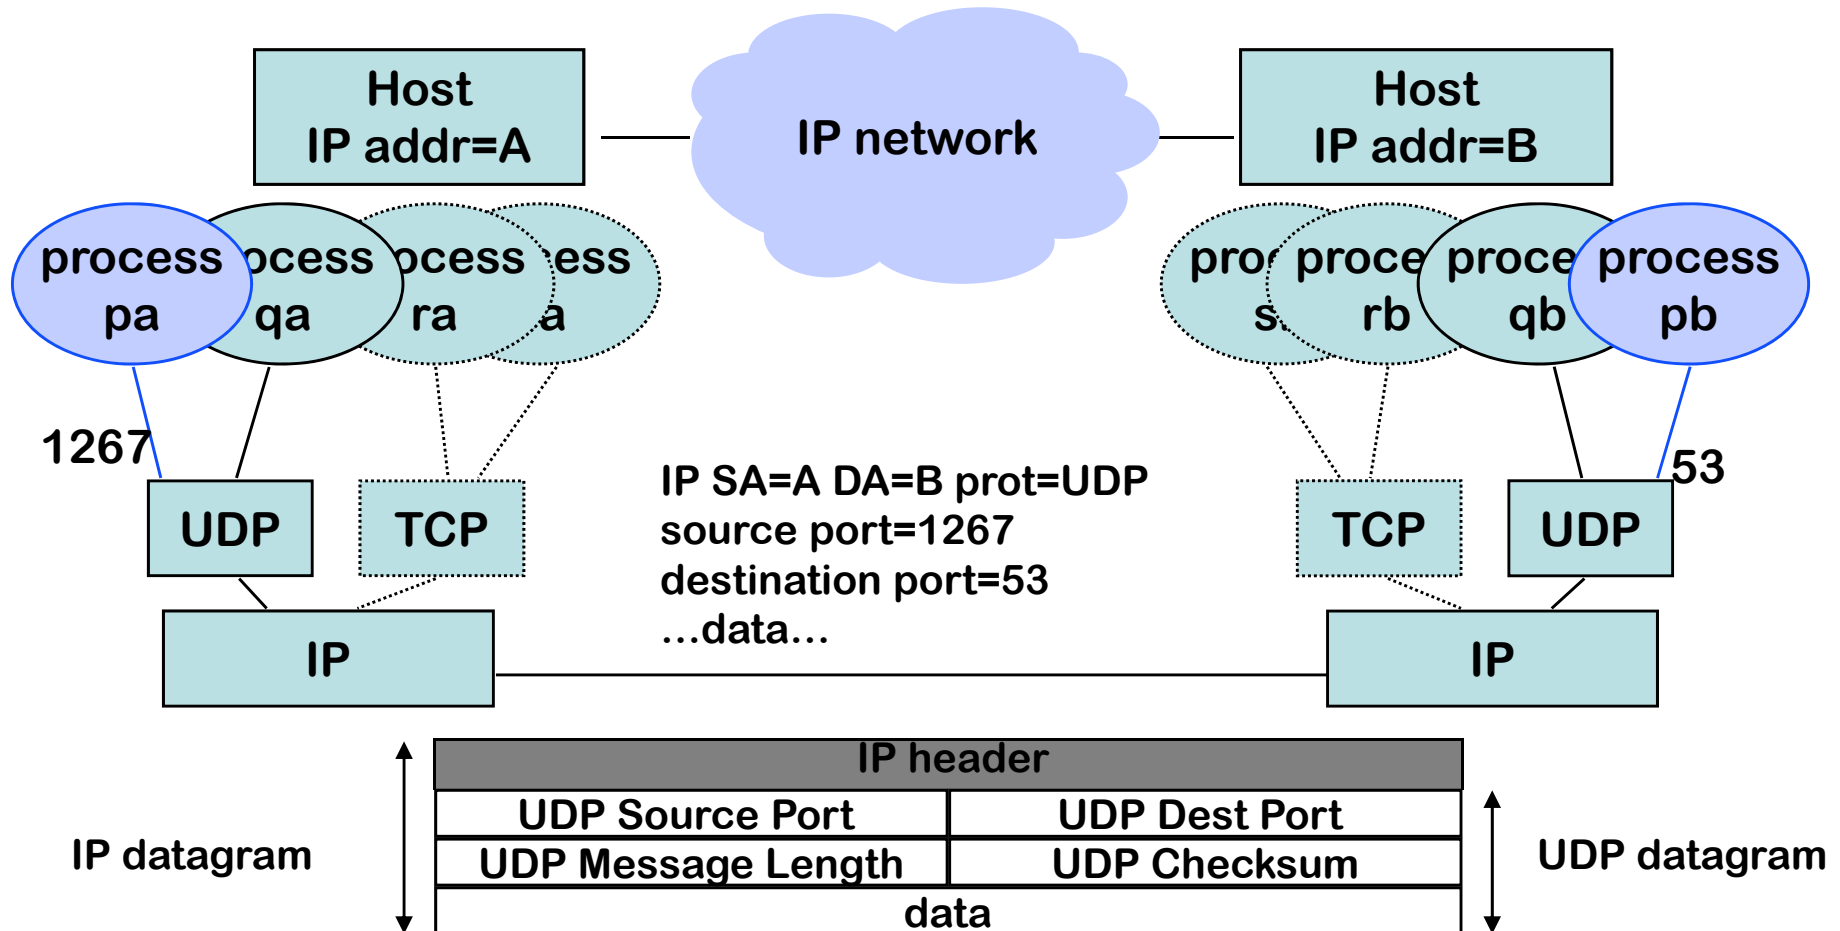 Host
IP addr=A
IP network
Host
IP addr=B
process
pa
ocess
qa
ocess
ra
ess
a
pro
s
proce
rb
proce
qb
process
pb
1267
53
IP SA=A DA=B prot=UDP
source port=1267
destination port=53
...data...
UDP
TCP
TCP
UDP
IP
IP
IP header
UDP Source Port
UDP Dest Port
UDP Message Length
UDP Checksum
data
IP datagram
UDP datagram